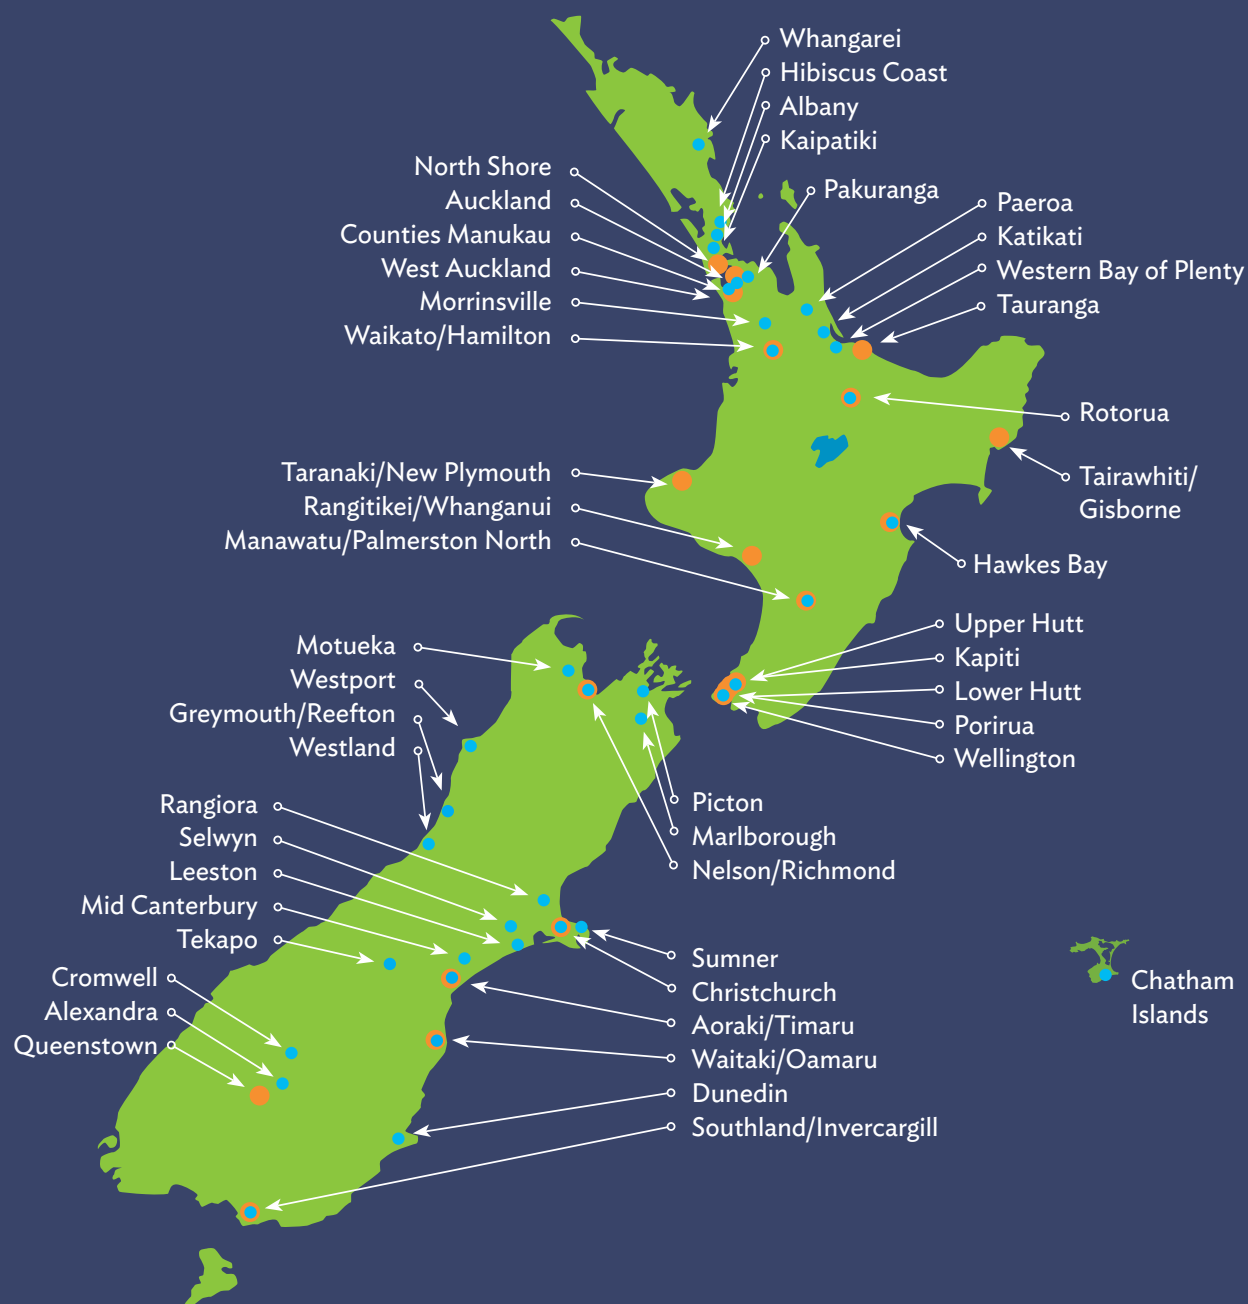 Whangarei
Hibiscus Coast
Albany
Kaipatiki
North Shore
Auckland
Counties Manukau
West Auckland
Morrinsville
Waikato/Hamilton
Pakuranga
Paeroa
Katikati
Western Bay of Plenty
Tauranga
Rotorua
Tairawhiti/
Gisborne
Taranaki/New Plymouth
Rangitikei/Whanganui
Manawatu/Palmerston North
Hawkes Bay
Upper Hutt
Kapiti
Lower Hutt
Porirua
Wellington
Motueka
Westport
Greymouth/Reefton
Westland
Picton
Marlborough
Nelson/Richmond
Rangiora
Selwyn
Leeston
Mid Canterbury
Tekapo
Cromwell
Alexandra
Queenstown
Sumner
Christchurch
Aoraki/Timaru
Waitaki/Oamaru
Dunedin
Southland/Invercargill
Chatham
Islands